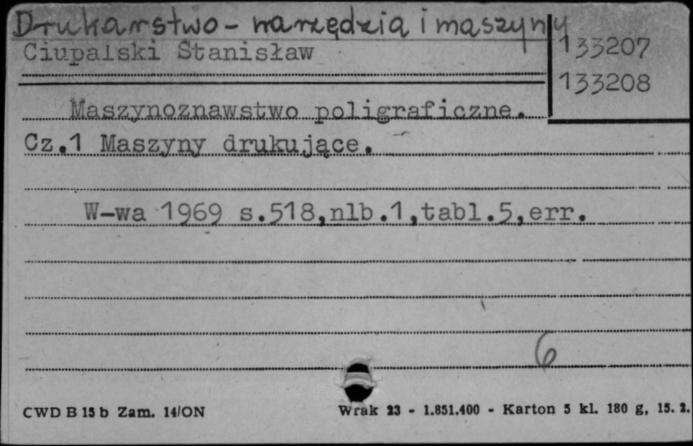 Drukarstwo - narzędzia i maszyny
Ciupalski Stanisław
133207
133208
Maszynoznawstwo poligraficzne.
Cz.1 Maszyny drukujące.
W-wa 1969 s.518,nlb.1,tabl.5,err.
6
CWD B 15 b Zam. 14/ON
Wrak 23 - 1.851.400 - Karton 5 kl. 180 g, 15. 2.